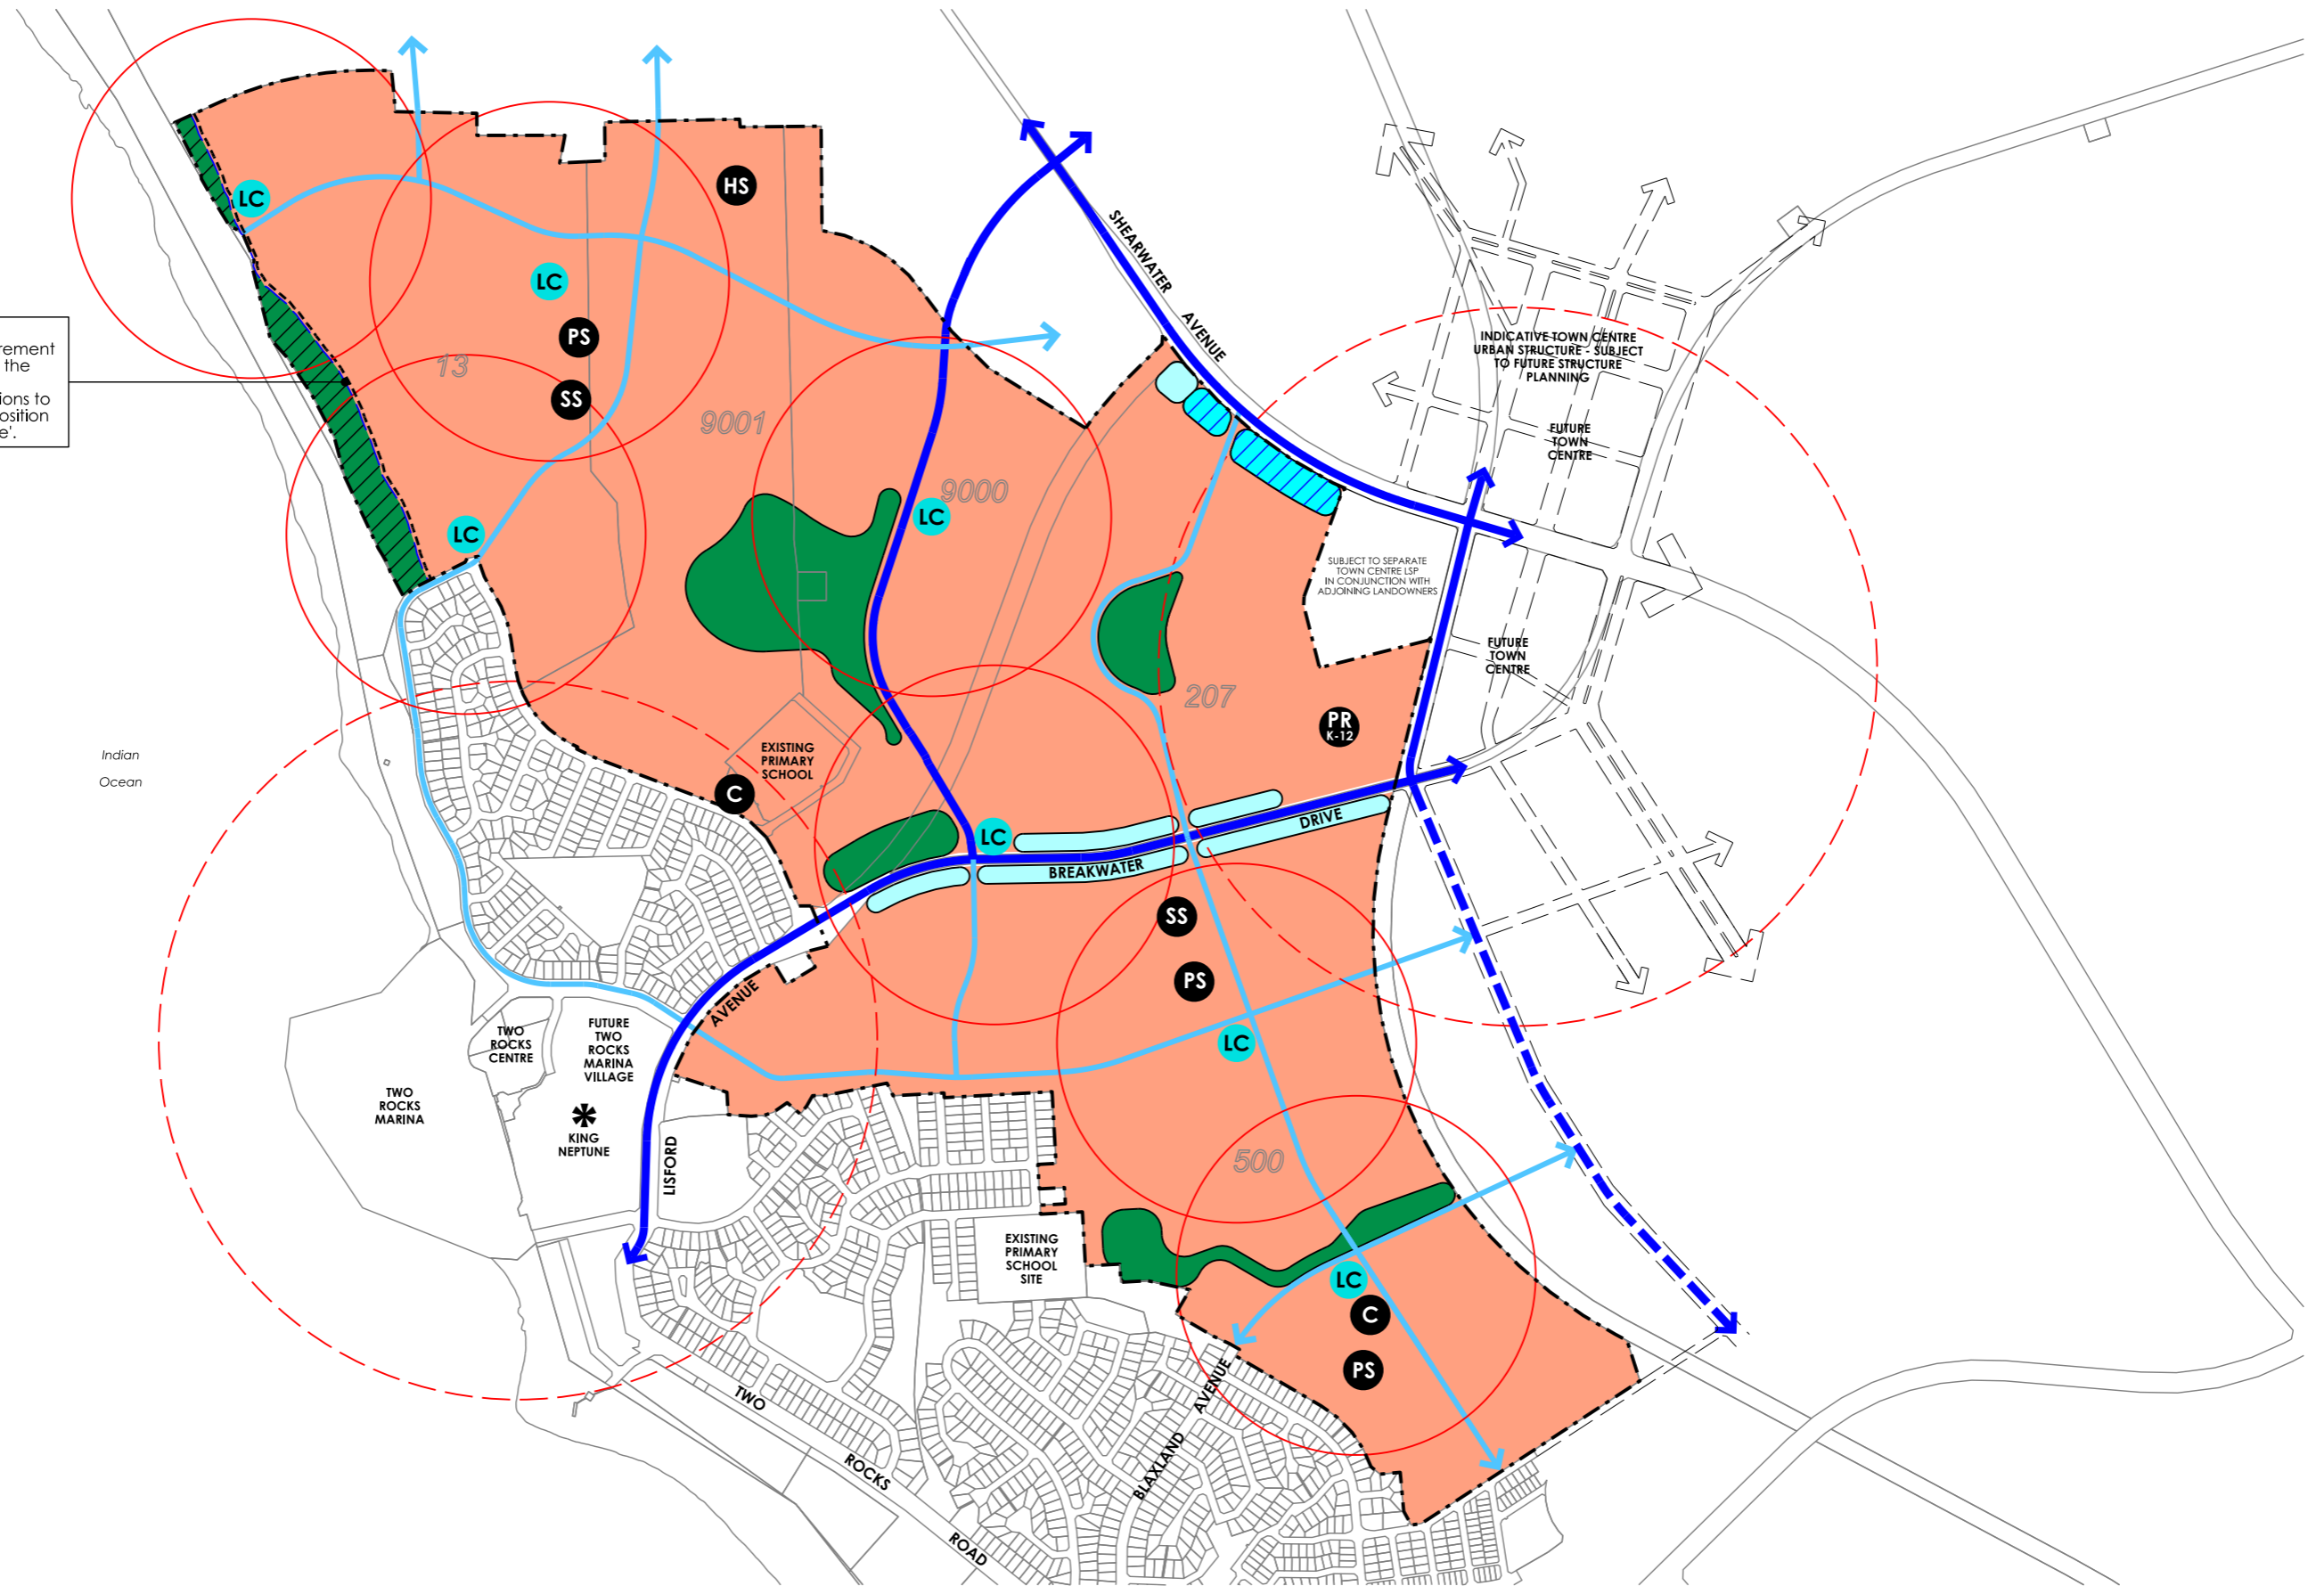 LC
HS
LC
PS
13
SS
9001
rement
the
ions to
osition
e'.
LC
9000
LC
SHEARWATER
AVENUE
INDICATIVE TOWN CENTRE
URBAN STRUCTURE - SUBJECT
TO FUTURE STRUCTURE
PLANNING
FUTURE
TOWN
CENTRE
SUBJECT TO SEPARATE
TOWN CENTRE LSP
IN CONJUNCTION WITH
ADJOINING LANDOWNERS
FUTURE
TOWN
CENTRE
207
PR
K-12
Indian
Ocean
EXISTING
PRIMARY
SCHOOL
C
LC
BREAKWATER
DRIVE
SS
PS
LC
AVENUE
TWO
ROCKS
CENTRE
FUTURE
TWO
ROCKS
MARINA
VILLAGE
TWO
ROCKS
MARINA
KING
NEPTUNE
LISFORD
500
EXISTING
PRIMARY
SCHOOL
SITE
LC
C
PS
TWO
ROCKS
ROAD
BLAXLAND
AVENUE